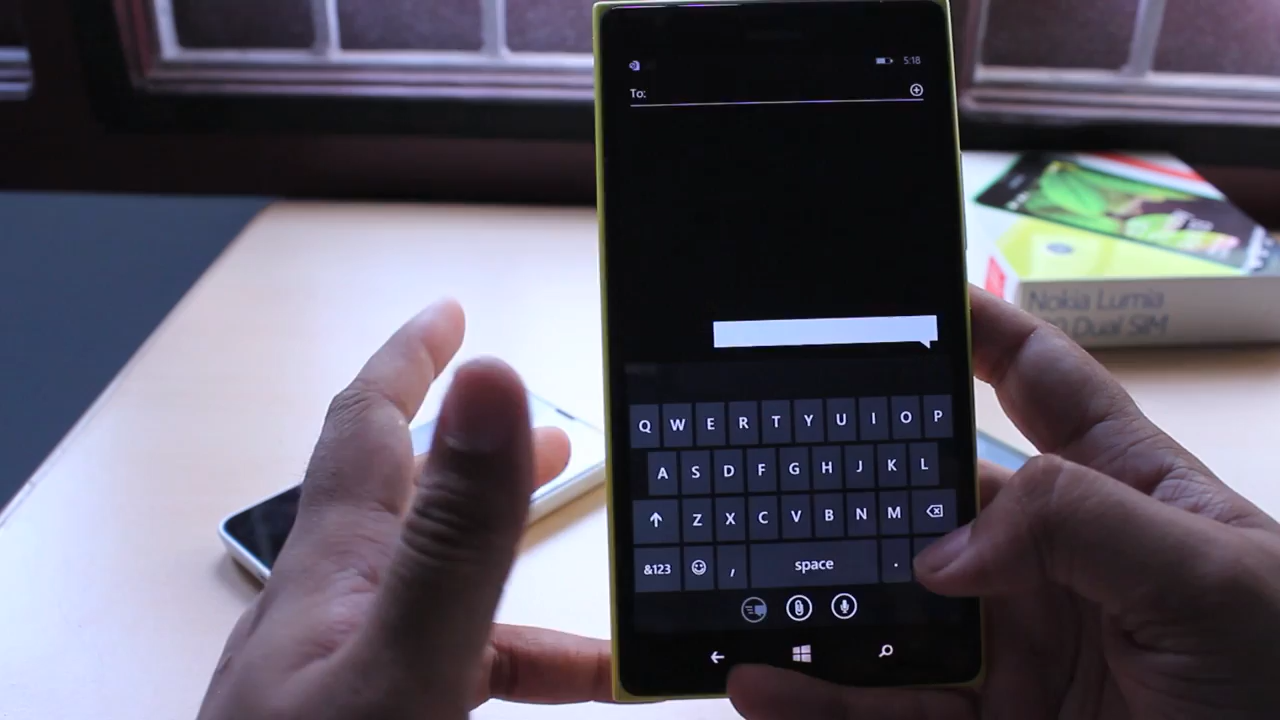 5:18
To:
Nokia Lumia
Dual SIM
Q W E R T Y U I O P
A S D F G H J K L
Z X C V B N M
&123 , space .